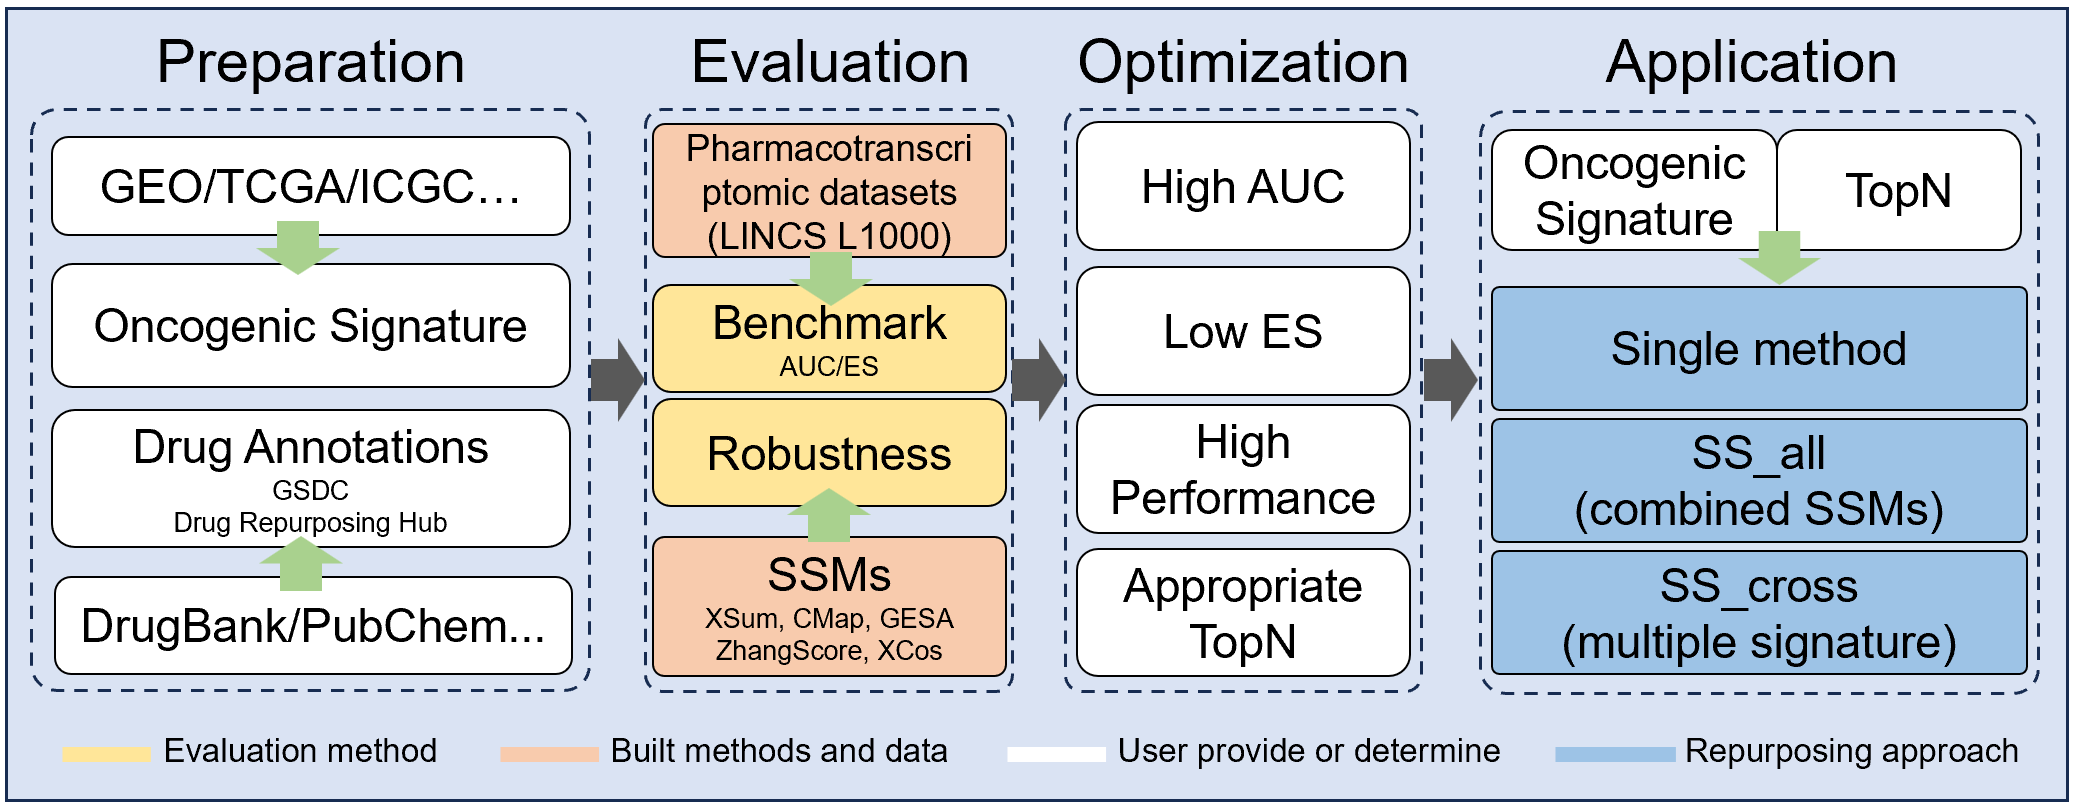 Preparation
GEO/TCGA/ICGC...
Oncogenic Signature
Drug Annotations
GSDC
Drug Repurposing Hub
DrugBank/PubChem...
Evaluation
Pharmacotranscri
ptomic datasets
(LINCS L1000)
Benchmark
AUC/ES
Robustness
SSMs
XSum, CMap, GESA
ZhangScore, XCos
Optimization
High AUC
Low ES
High
Performance
Appropriate
TopN
Application
Oncogenic
Signature
TopN
Single method
SS_all
(combined SSMs)
SS_cross
(multiple signature)
Evaluation method
Built methods and data
User provide or determine
Repurposing approach